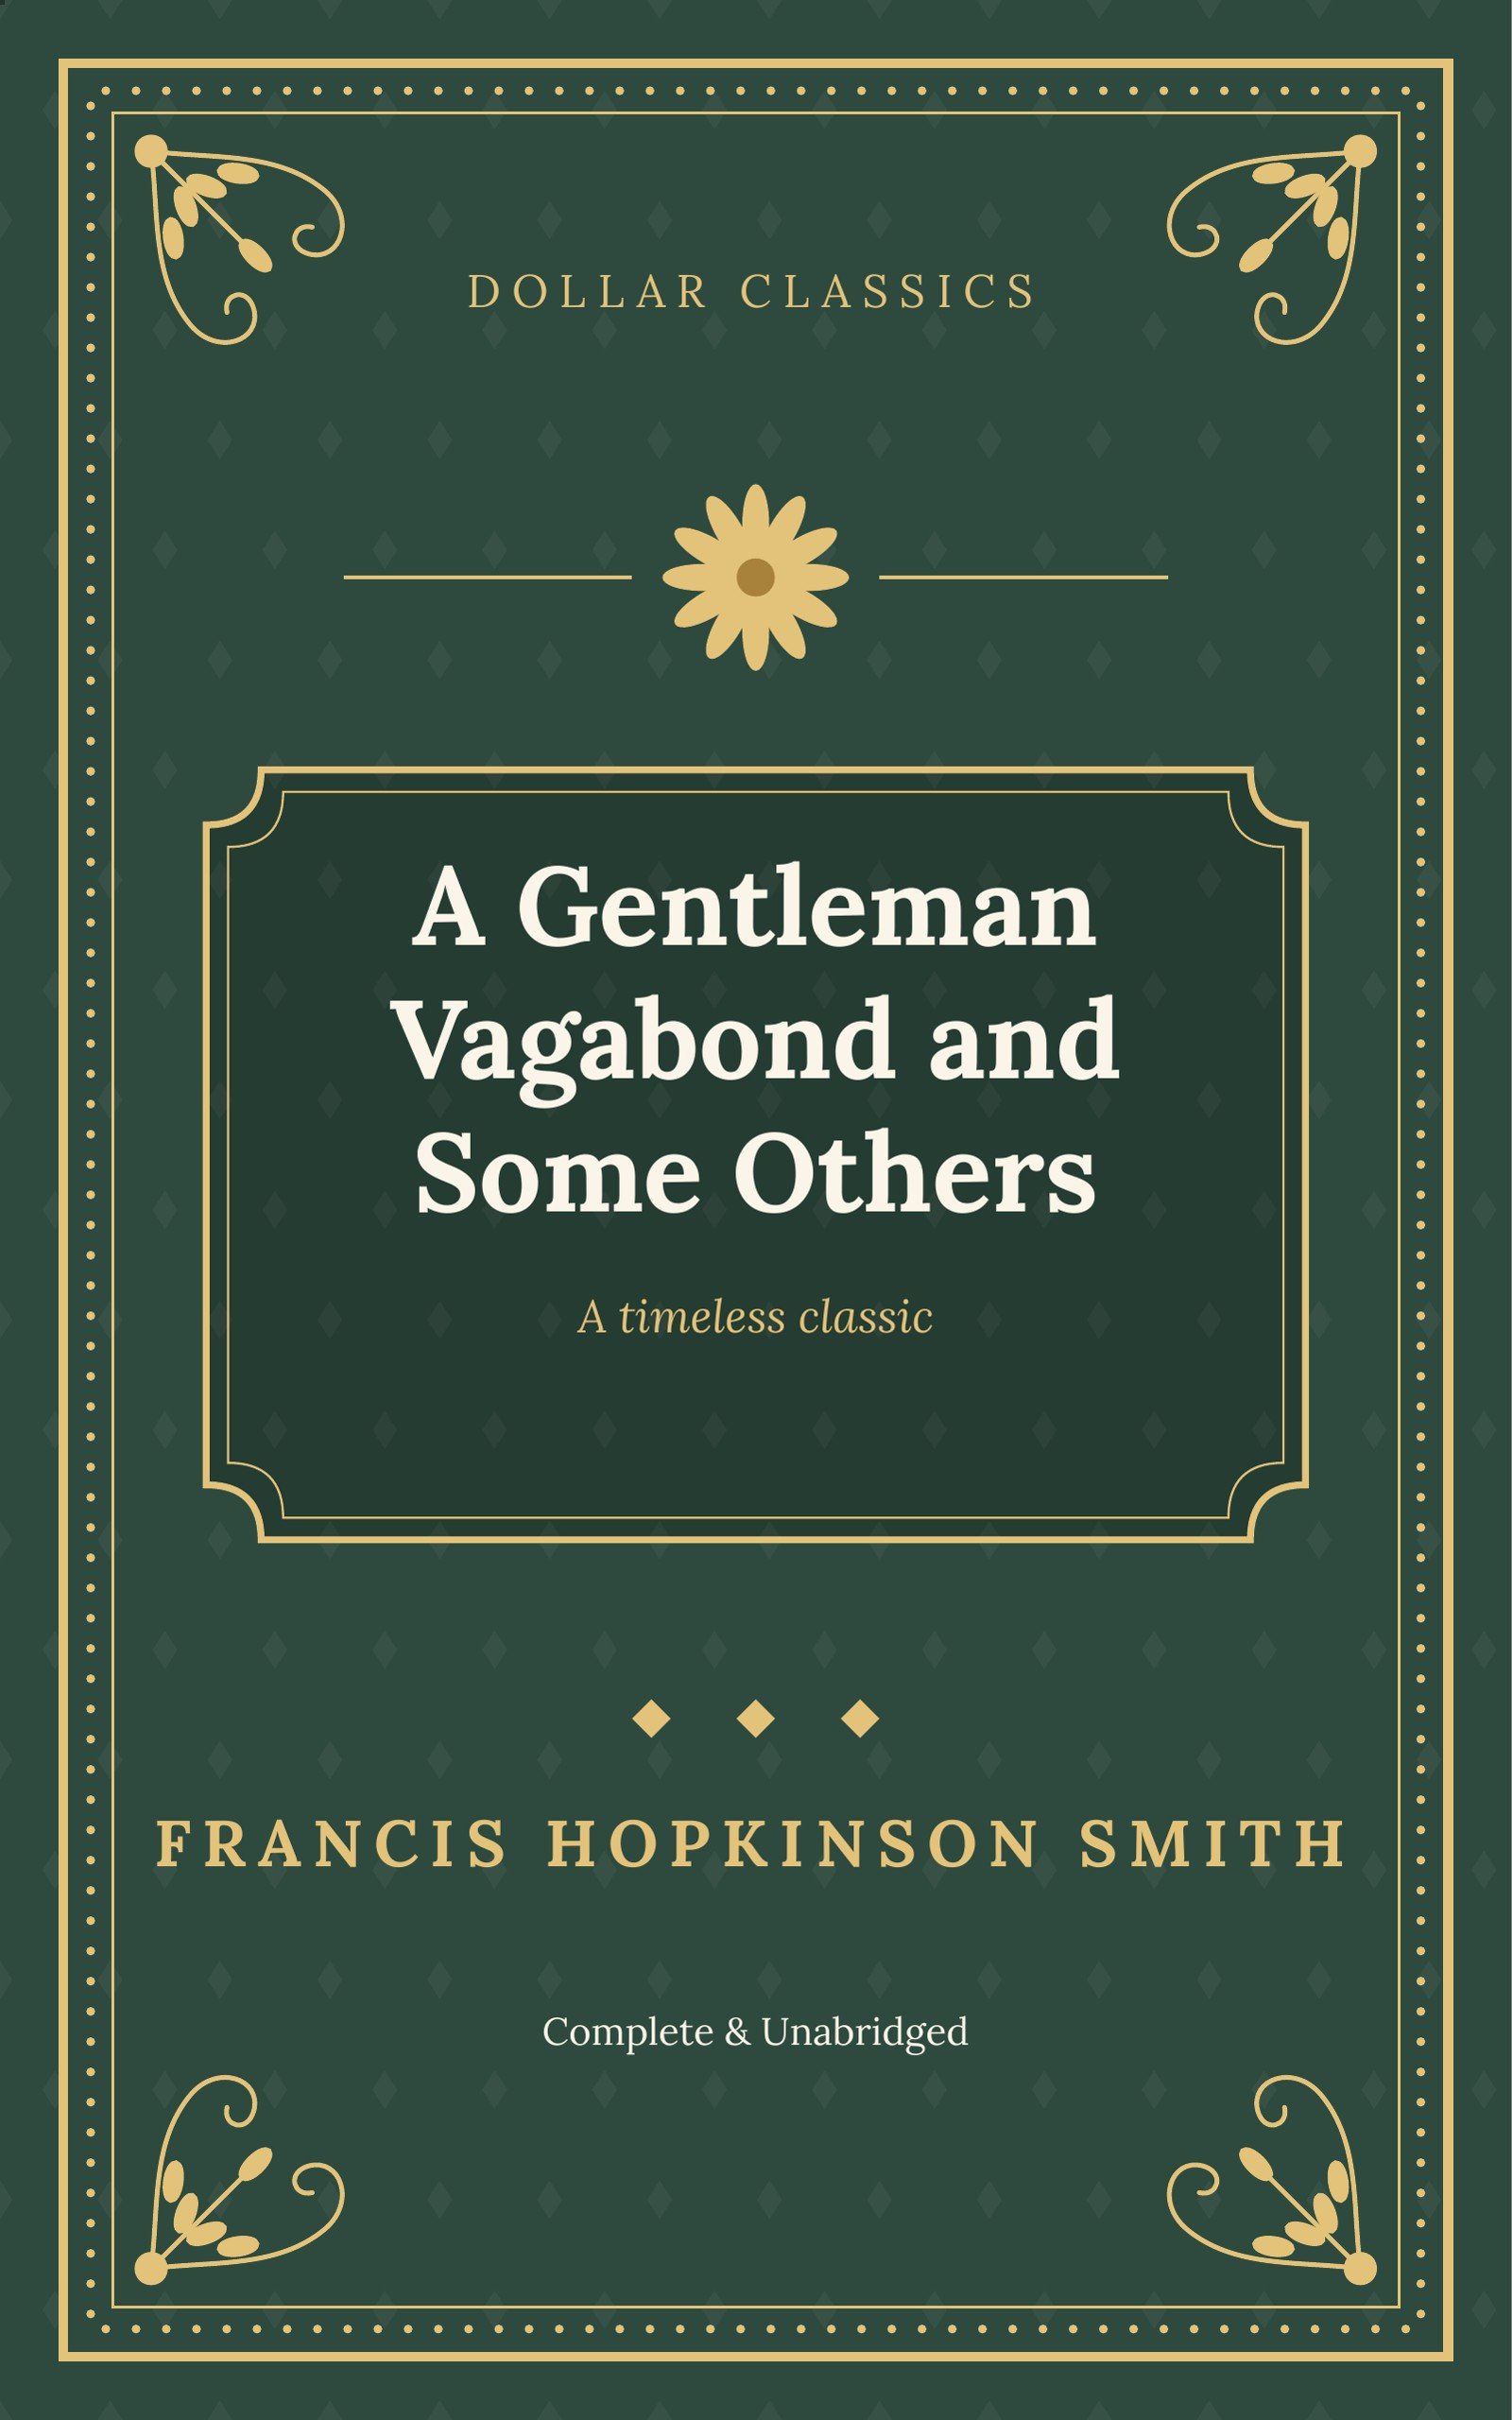 DOLLAR CLASSICS
A Gentleman
Vagabond and
Some Others
A timeless classic
FRANCIS HOPKINSON SMITH
Complete & Unabridged